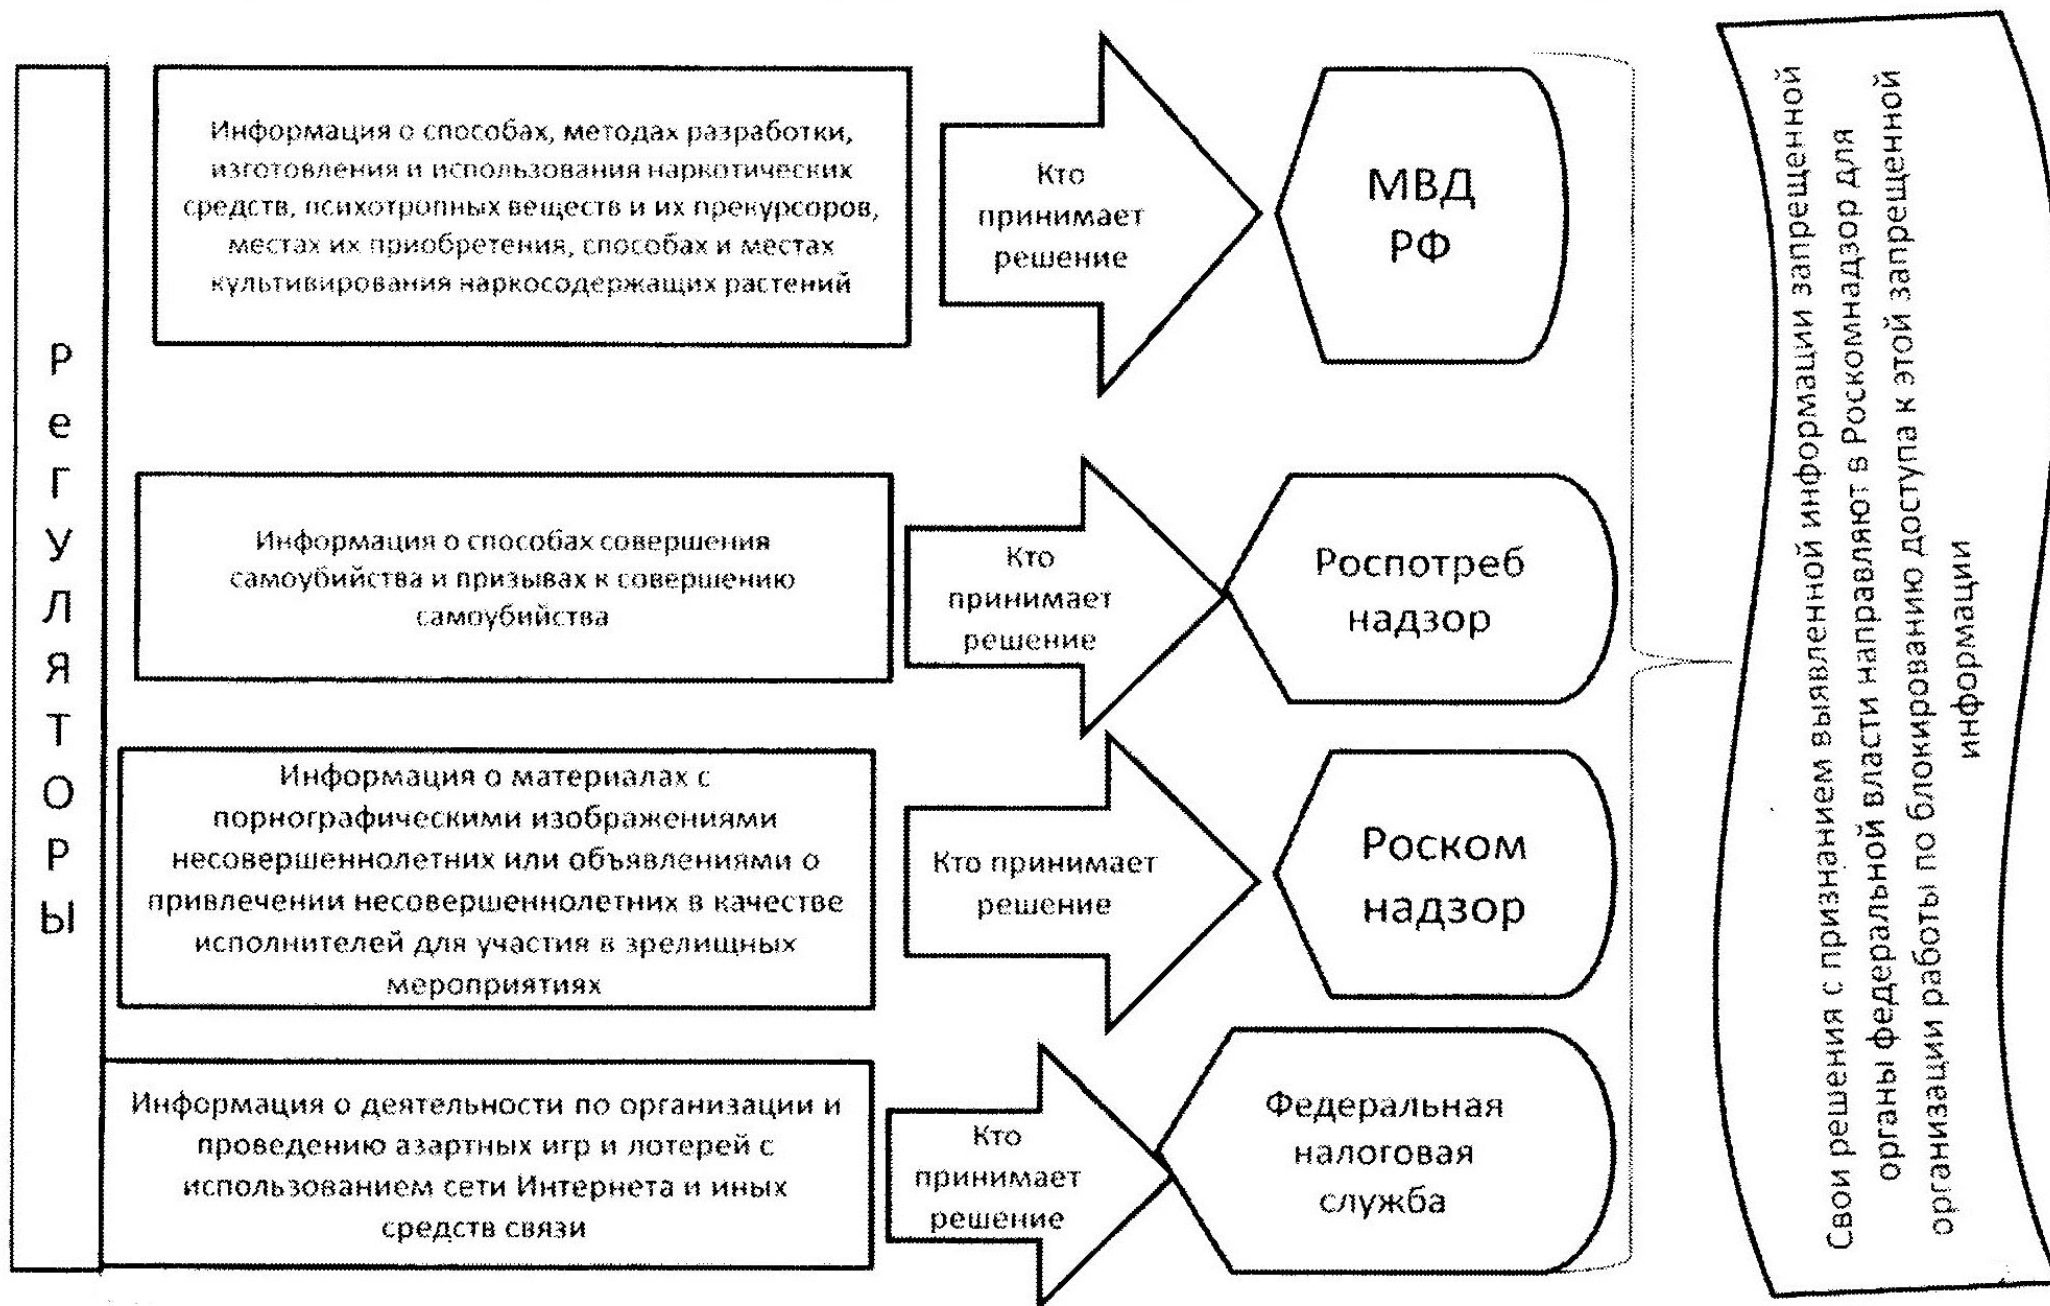 Регуляторы
Информация о способах, методах разработки,
изготовления и использования наркотических
средств, психотропных веществ и их прекурсоров,
местах их приобретения, способах и местах
культивирования наркосодержащих растений
Кто
принимает
решение
МВД
РФ
Информация о способах совершения
самоубийства и призывах к совершению
самоубийства
Кто
принимает
решение
Роспотреб
надзор
Информация о материалах с
порнографическими изображениями
несовершеннолетних или объявлениями о
привлечении несовершеннолетних в качестве
исполнителей для участия в зрелищных
мероприятиях
Кто принимает
решение
Роском
надзор
Информация о деятельности по организации и
проведению азартных игр и лотерей с
использованием сети Интернета и иных
средств связи
Кто
принимает
решение
Федеральная
налоговая
служба
Свои решения с признанием выявленной информации запрещенной
органы федеральной власти направляют в Роскомнадзор для
организации работы по блокированию доступа к этой запрещенной
информации